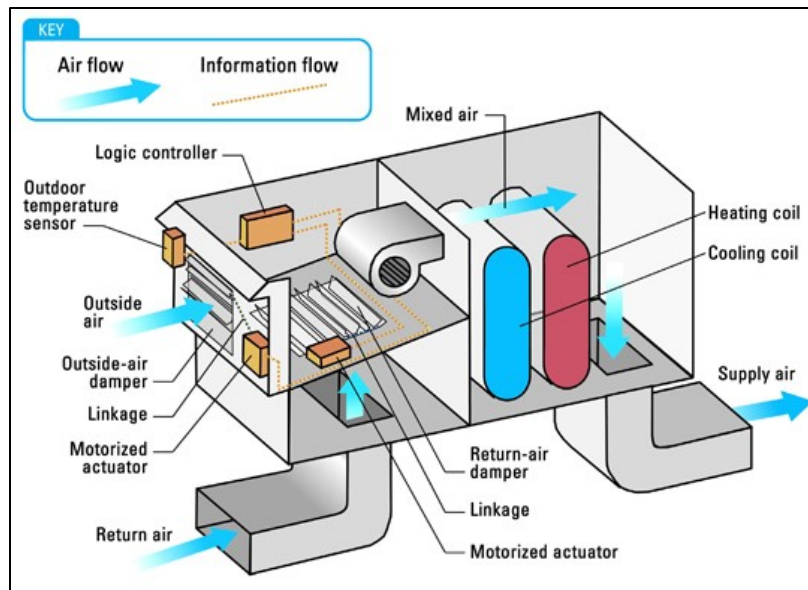 KEY
Air flow
Information flow
Mixed air
Logic controller
Outdoor
temperature
sensor
Heating coil
Cooling coil
Outside
air
Outside-air
damper
Linkage
Motorized
actuator
Supply air
Return-air
damper
Linkage
Motorized actuator
Return air